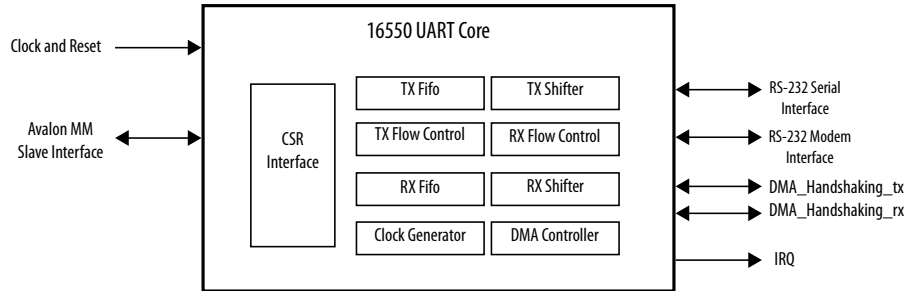 16550 UART Core
Clock and Reset
Avalon MM
Slave Interface
CSR
Interface
TX Fifo
TX Shifter
TX Flow Control
RX Flow Control
RX Fifo
RX Shifter
Clock Generator
DMA Controller
RS-232 Serial
Interface
RS-232 Modem
Interface
DMA_Handshaking_tx
DMA_Handshaking_rx
IRQ